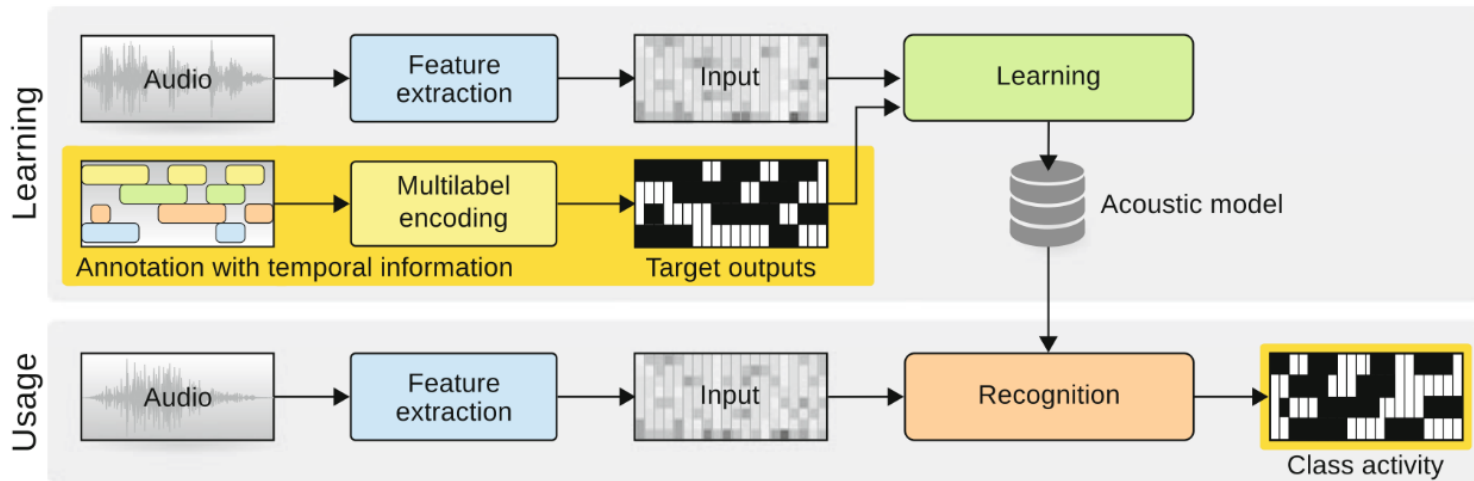 Learning
Audio
Feature
extraction
Input
Learning
Multilabel
encoding
Annotation with temporal information
Target outputs
Acoustic model
Usage
Audio
Feature
extraction
Input
Recognition
Class activity